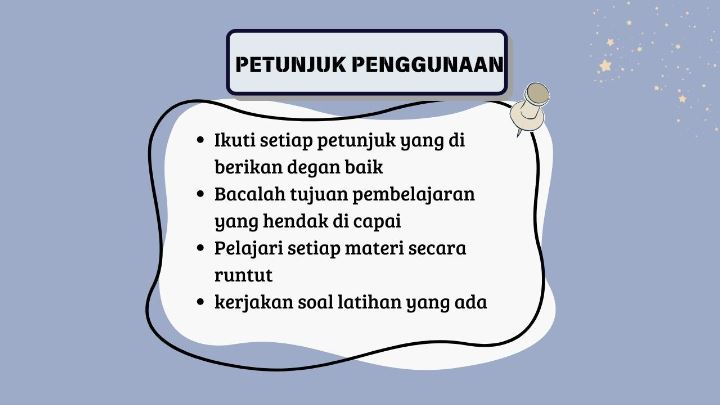 PETUNJUK PENGGUNAAN
• Ikuti setiap petunjuk yang di
berikan degan baik
• Bacalah tujuan pembelajaran
yang hendak di capai
• Pelajari setiap materi secara
runtut
• kerjakan soal latihan yang ada